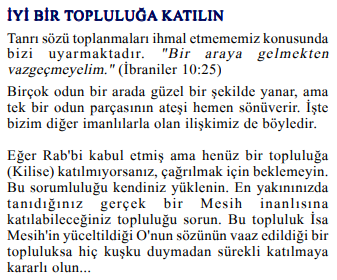 İYİ BİR TOPLULUĞA KATILIN
Tanrı sözü toplanmaları ihmal etmememiz konusunda
bizi uyarmaktadır. "Bir araya gelmekten
vazgeçmeyelim." (İbraniler 10:25)
Birçok odun bir arada güzel bir şekilde yanar, ama
tek bir odun parçasının ateşi hemen sönüverir. İşte
bizim diğer imanlılarla olan ilişkimiz de böyledir.
Eğer Rab'bi kabul etmiş ama henüz bir topluluğa
(Kilise) katılmıyorsanız, çağrılmak için beklemeyin.
Bu sorumluluğu kendiniz yüklenin. En yakınınızda
tanıdığınız gerçek bir Mesih inanlısına
katılabileceğiniz topluluğu sorun. Bu topluluk İsa
Mesih'in yüceltildiği O'nun sözünün vaaz edildiği bir
topluluksa hiç kuşku duymadan sürekli katılmaya
kararlı olun...